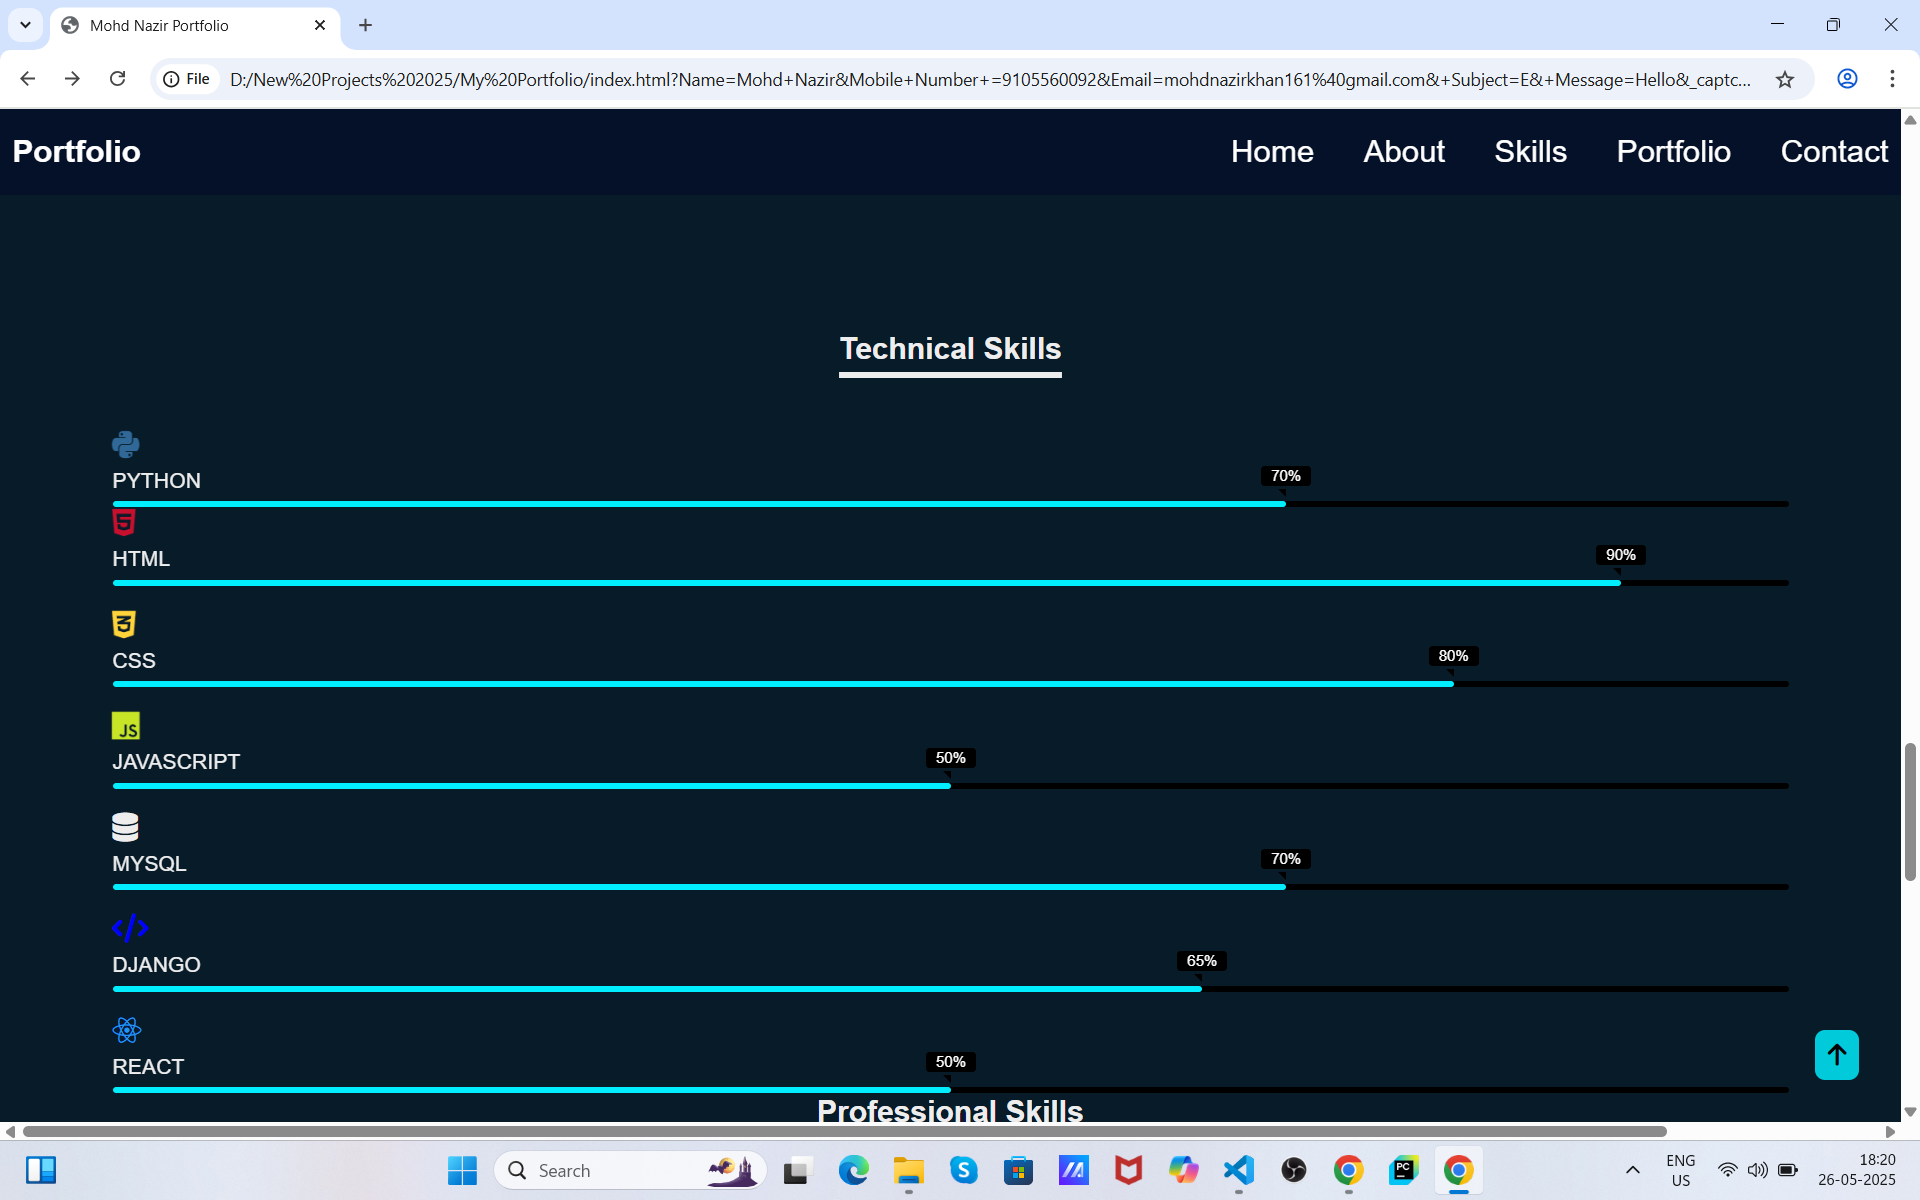 Mohd Nazir Portfolio
File
D:/New%20Projects%202025/My%20Portfolio/index.html?Name=Mohd+Nazir&Mobile+Number+=9105560092&Email=mohdnazirkhan161%40gmail.com&+Subject=E&+Message=Hello&_captc...
Portfolio
Home About Skills Portfolio Contact
Technical Skills
PYTHON
70%
5
HTML
90%
3
CSS
80%
JS
JAVASCRIPT
50%
MYSQL
70%
</>
DJANGO
65%
REACT
50%
Professional Skills
Search
S
PC
ENG
US
18:20
26-05-2025